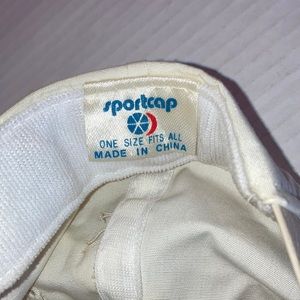 sportcap
ONE SIZE FITS ALL
MADE IN CHINA